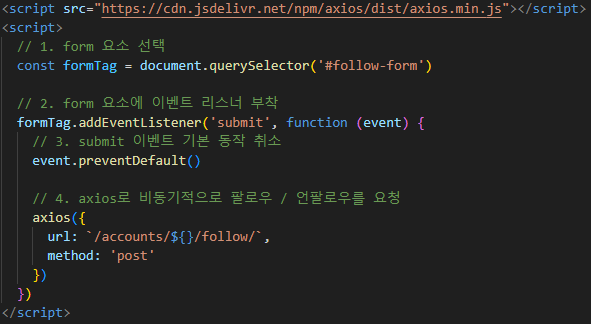 <script src="https://cdn.jsdelivr.net/npm/axios/dist/axios.min.js"></script>
<script>
  // 1. form 요소 선택
  const formTag = document.querySelector('#follow-form')

  // 2. form 요소에 이벤트 리스너 부착
  formTag.addEventListener('submit', function (event) {
    // 3. submit 이벤트 기본 동작 취소
    event.preventDefault()

    // 4. axios로 비동기적으로 팔로우 / 언팔로우를 요청
    axios({
      url: `/accounts/${}/follow/`,
      method: 'post'
    })
  })
</script>